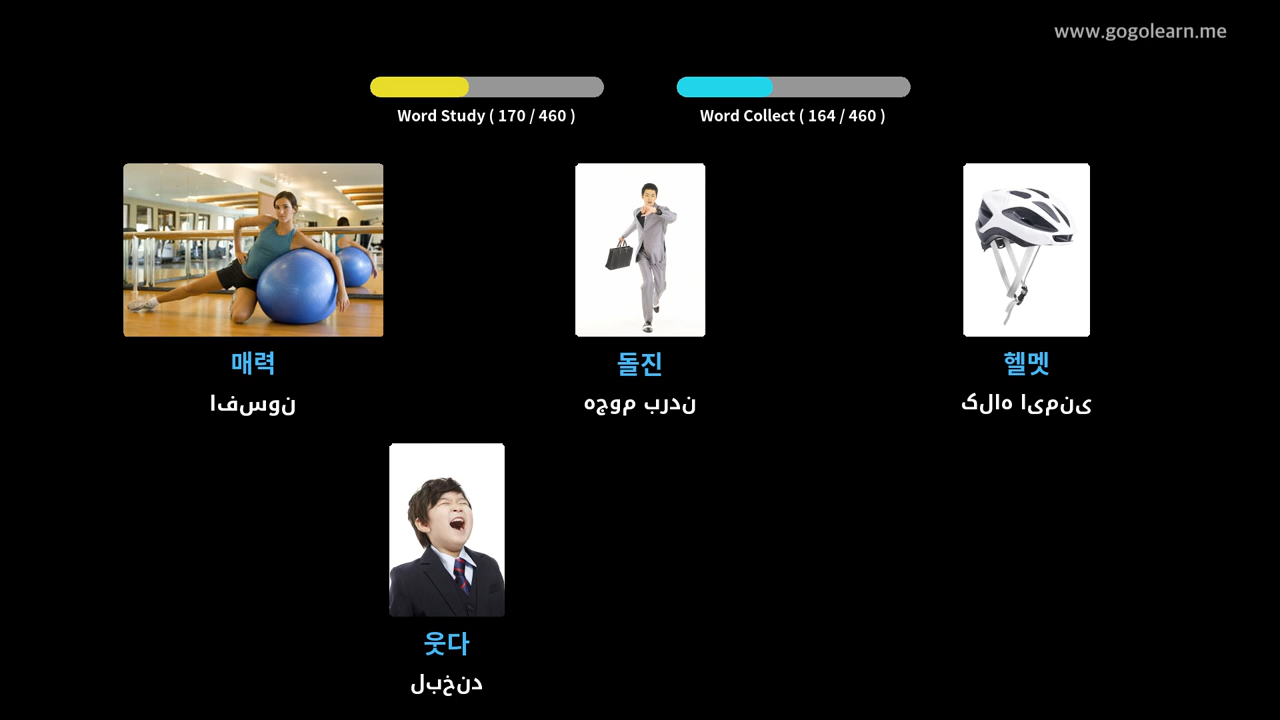 www.gogolearn.me
Word Study ( 170 / 460 )
Word Collect ( 164 / 460 )
매력
افسون
돌진
هجوم بردن
헬멧
کلاه ایمنی
웃다
لبخند